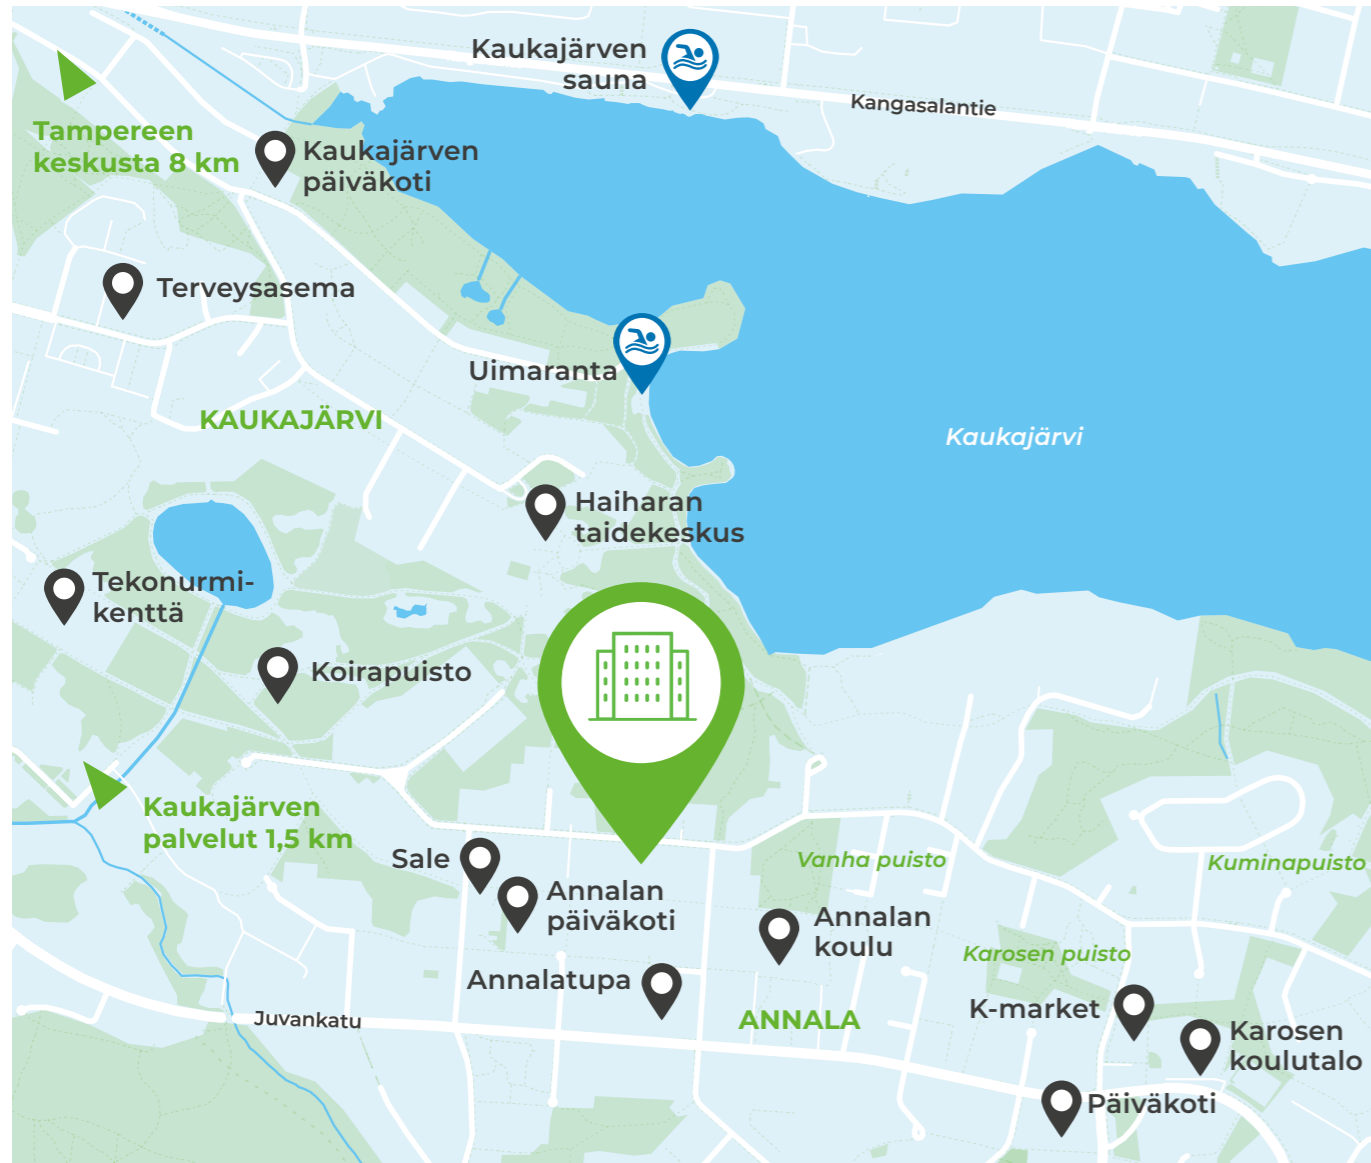 Kaukajärven
sauna
Kangasalantie
Tampereen
keskusta 8 km
Kaukajärven
päiväkoti
Terveysasema
Uimaranta
KAUKAJÄRVI
Kaukajärvi
Haiharan
taidekeskus
Tekonurmi-
kenttä
Koirapuisto
Kaukajärven
palvelut 1,5 km
Sale
Annalan
päiväkoti
Vanha puisto
Kuminapuisto
Annalan
koulu
Karosen puisto
Annalatupa
K-market
Juvankatu
ANNALA
Karosen
koulutalo
Päiväkoti